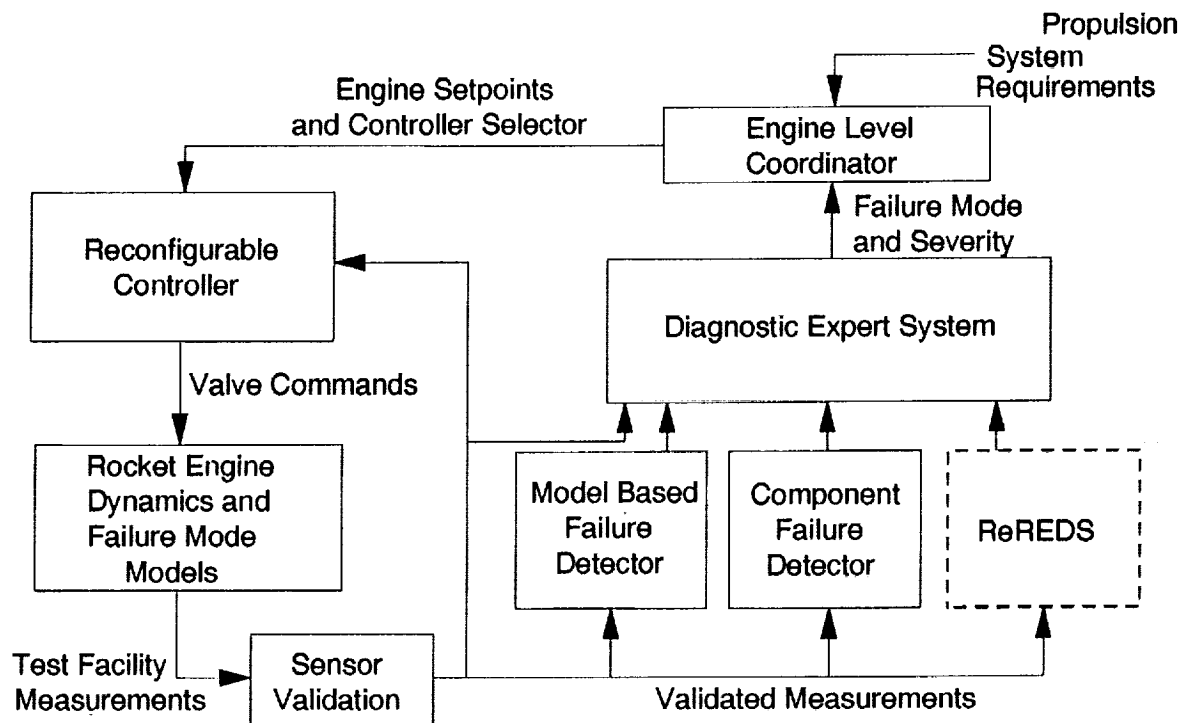 Propulsion
System
Requirements
Engine Setpoints
and Controller Selector
Engine Level
Coordinator
Failure Mode
and Severity
Reconfigurable
Controller
Diagnostic Expert System
Valve Commands
Rocket Engine
Dynamics and
Failure Mode
Models
Model Based
Failure
Detector
Component
Failure
Detector
ReREDS
Test Facility
Measurements
Sensor
Validation
Validated Measurements